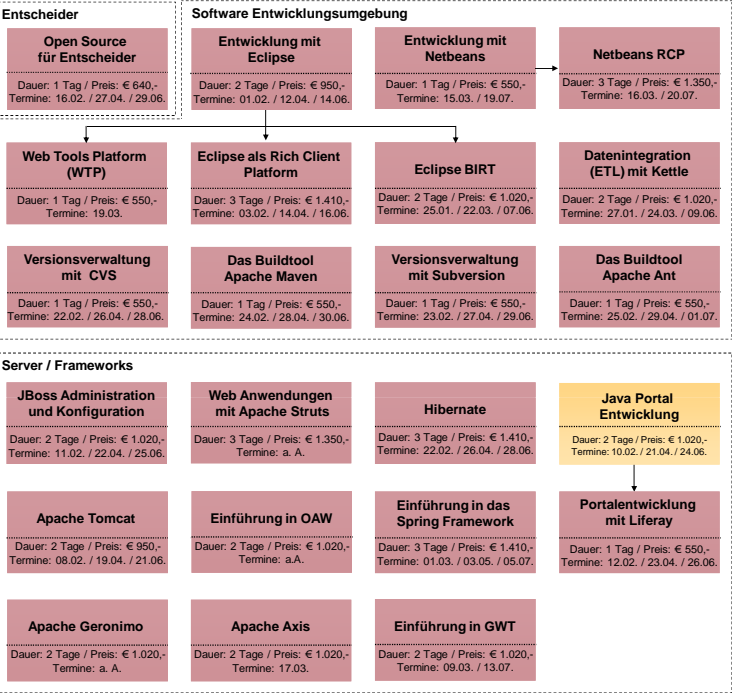 Entscheider
Open Source
für Entscheider
Dauer: 1 Tag / Preis: € 640,-
Termine: 16.02. / 27.04. / 29.06.
Software Entwicklungsumgebung
Entwicklung mit
Eclipse
Dauer: 2 Tage / Preis: € 950,-
Termine: 01.02. / 12.04. / 14.06.
Entwicklung mit
Netbeans
Dauer: 1 Tag / Preis: € 550,-
Termine: 15.03. / 19.07.
Netbeans RCP
Dauer: 3 Tage / Preis: € 1.350,-
Termine: 16.03. / 20.07.
Web Tools Platform
(WTP)
Dauer: 1 Tag / Preis: € 550,-
Termine: 19.03.
Eclipse als Rich Client
Platform
Dauer: 3 Tage / Preis: € 1.410,-
Termine: 03.02. / 14.04. / 16.06.
Eclipse BIRT
Dauer: 2 Tage / Preis: € 1.020,-
Termine: 25.01. / 22.03. / 07.06.
Datenintegration
(ETL) mit Kettle
Dauer: 2 Tage / Preis: € 1.020,-
Termine: 27.01. / 24.03. / 09.06.
Versionsverwaltung
mit CVS
Dauer: 1 Tag / Preis: € 550,-
Termine: 22.02. / 26.04. / 28.06.
Das Buildtool
Apache Maven
Dauer: 1 Tag / Preis: € 550,-
Termine: 24.02. / 28.04. / 30.06.
Versionsverwaltung
mit Subversion
Dauer: 1 Tag / Preis: € 550,-
Termine: 23.02. / 27.04. / 29.06.
Das Buildtool
Apache Ant
Dauer: 1 Tag / Preis: € 550,-
Termine: 25.02. / 29.04. / 01.07.
Server / Frameworks
JBoss Administration
und Konfiguration
Dauer: 2 Tage / Preis: € 1.020,-
Termine: 11.02. / 22.04. / 25.06.
Web Anwendungen
mit Apache Struts
Dauer: 3 Tage / Preis: € 1.350,-
Termine: a. A.
Hibernate
Dauer: 3 Tage / Preis: € 1.410,-
Termine: 22.02. / 26.04. / 28.06.
Java Portal
Entwicklung
Dauer: 2 Tage / Preis: € 1.020,-
Termine: 10.02. / 21.04. / 24.06.
Apache Tomcat
Dauer: 2 Tage / Preis: € 950,-
Termine: 08.02. / 19.04. / 21.06.
Einführung in OAW
Dauer: 2 Tage / Preis: € 1.020,-
Termine: a.A.
Einführung in das
Spring Framework
Dauer: 3 Tage / Preis: € 1.410,-
Termine: 01.03. / 03.05. / 05.07.
Portalentwicklung
mit Liferay
Dauer: 1 Tag / Preis: € 550,-
Termine: 12.02. / 23.04. / 26.06.
Apache Geronimo
Dauer: 2 Tage / Preis: € 1.020,-
Termine: a. A.
Apache Axis
Dauer: 2 Tage / Preis: € 1.020,-
Termine: 17.03.
Einführung in GWT
Dauer: 2 Tage / Preis: € 1.020,-
Termine: 09.03. / 13.07.